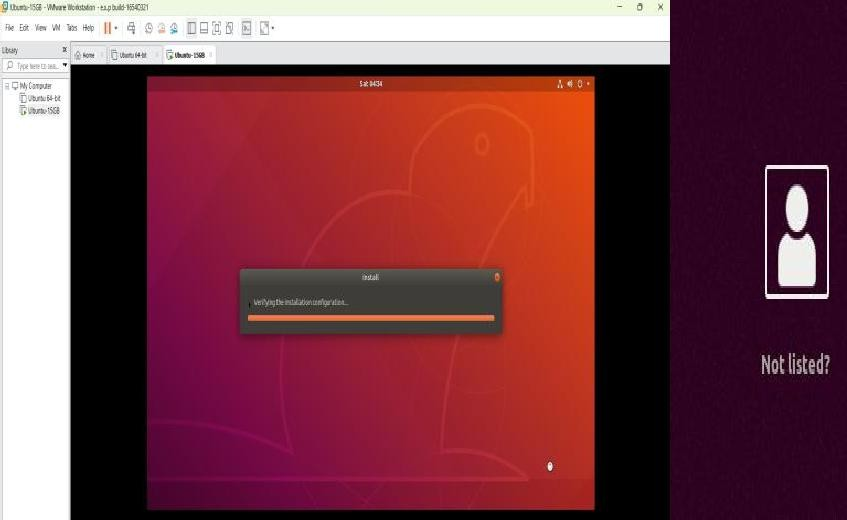 Ubuntu-15GB - VMware Workstation - e.x.p build-16540321
File Edit View VM Tabs Help
Library
Type here to sea...
Home
Ubuntu 64-bit
Ubuntu-15GB
My Computer
Ubuntu 64-bit
Ubuntu-15GB
Sat 04:34
Install
Verifying the installation configuration...
Not listed?